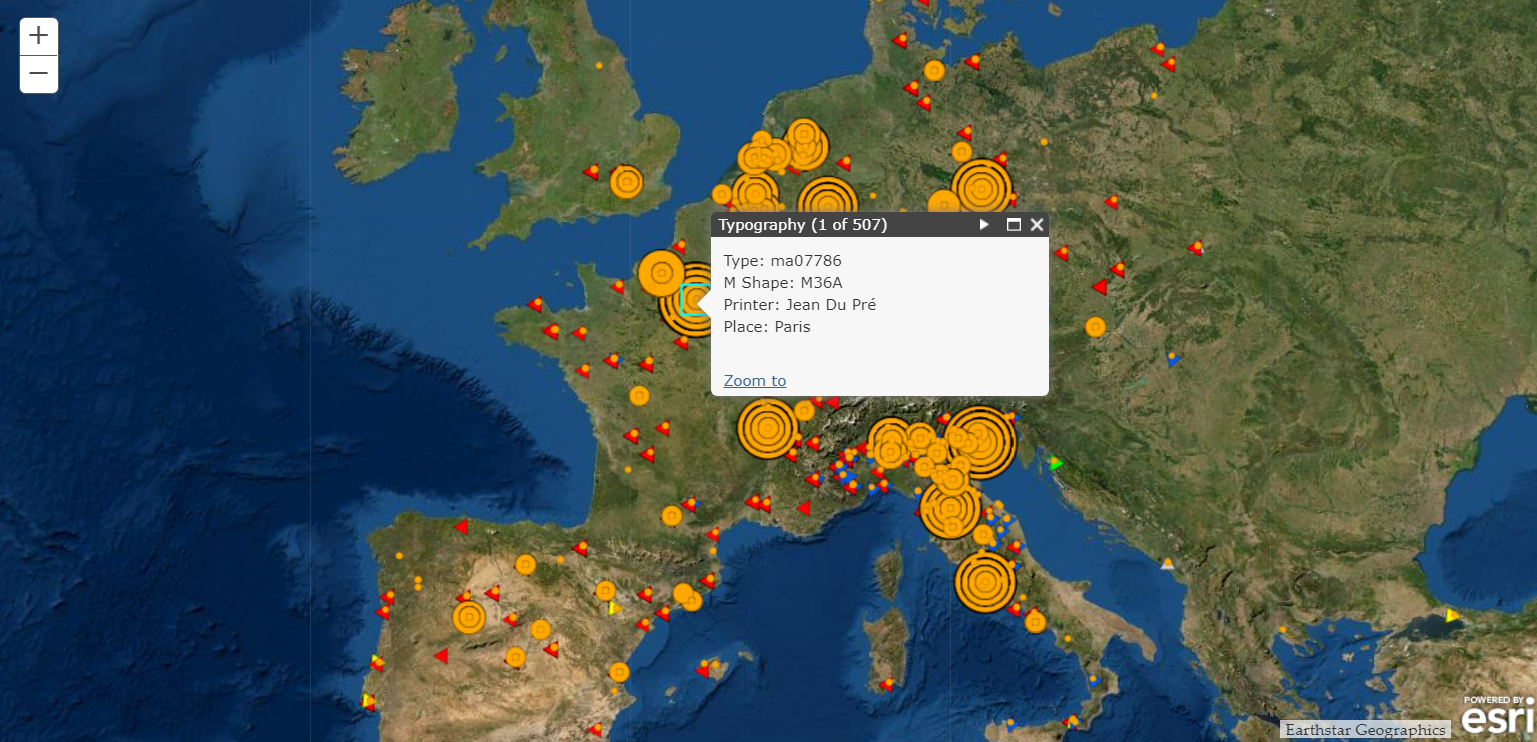 +
−
Typography (1 of 507)
Type: ma07786
M Shape: M36A
Printer: Jean Du Pré
Place: Paris
Zoom to
POWERED BY
esri
Earthstar Geographics